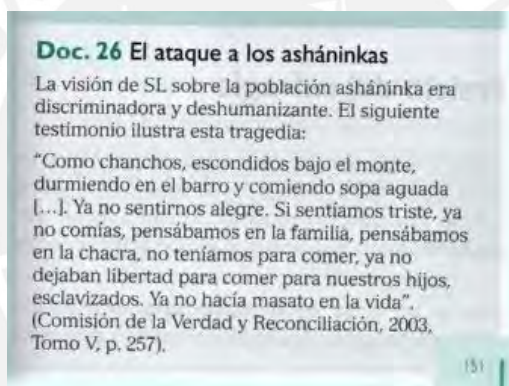 Doc. 26 El ataque a los asháninkas
La visión de SL sobre la población asháninka era
discriminadora y deshumanizante. El siguiente
testimonio ilustra esta tragedia:
"Como chanchos, escondidos bajo el monte,
durmiendo en el barro y comiendo sopa aguada
[...]. Ya no sentirnos alegre. Si sentíamos triste, ya
no comías, pensábamos en la familia, pensábamos
en la chacra, no teníamos para comer, ya no
dejaban libertad para comer para nuestros hijos,
esclavizados. Ya no hacía masato en la vida".
(Comisión de la Verdad y Reconciliación, 2003,
Tomo V, p. 257).
151